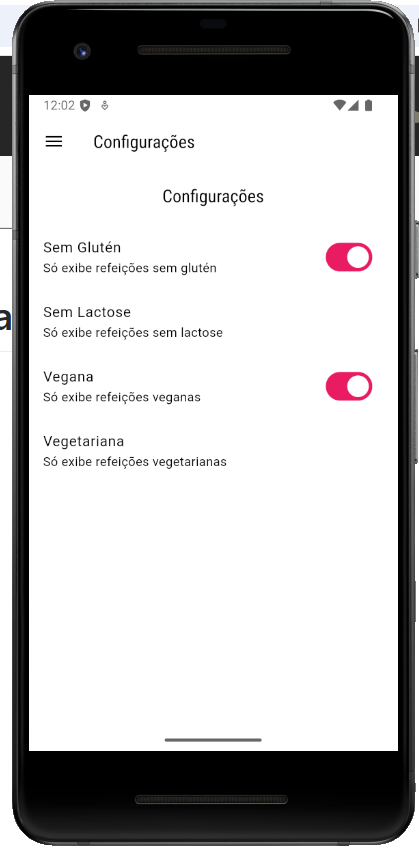 12:02
Configurações
Configurações
Sem Glutén
Só exibe refeições sem glutén
Sem Lactose
Só exibe refeições sem lactose
Vegana
Só exibe refeições veganas
Vegetariana
Só exibe refeições vegetarianas
a